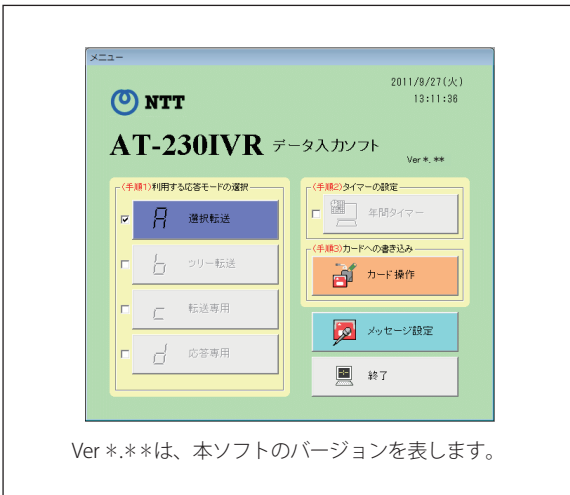 メニュー
2011/9/27(火)
13:11:36
NTT
AT-230IVR データ入力ソフト
Ver *. **
(手順1)利用する応答モードの選択
A 選択転送
b ツリー転送
c 転送専用
d 応答専用
(手順2)タイマーの設定
年間タイマー
(手順3)カードへの書き込み
カード操作
メッセージ設定
終了
Ver *.**は、本ソフトのバージョンを表します。